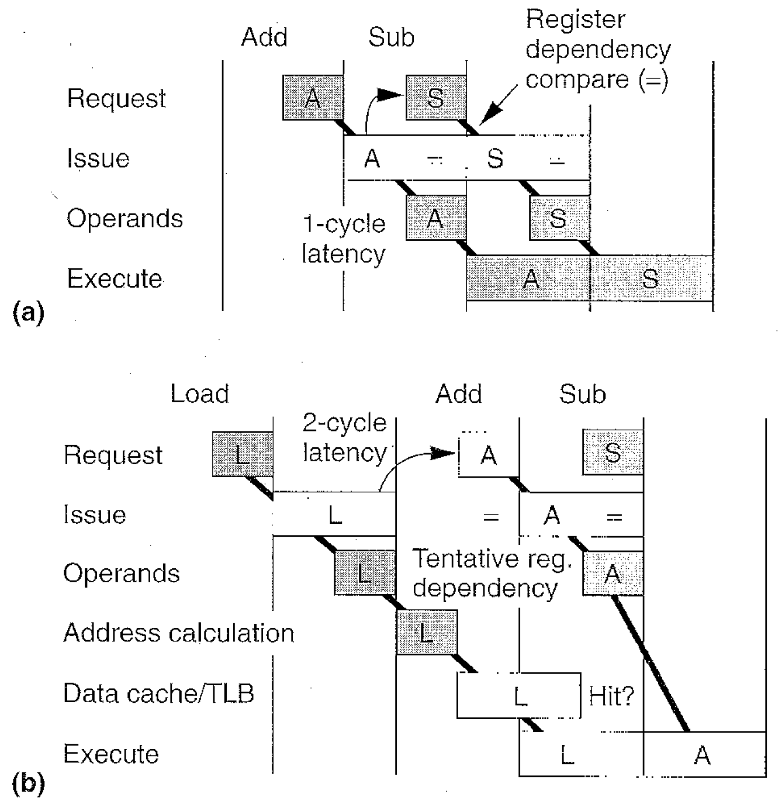 Add Sub Register
dependency
compare (=)
Request A S
Issue A = S =
Operands A S
1-cycle
latency
Execute A S
(a)
Load Add Sub
2-cycle
latency
Request L A S
Issue L = A =
Operands L A
Tentative reg.
dependency
Address calculation L
Data cache/TLB L Hit?
Execute L A
(b)